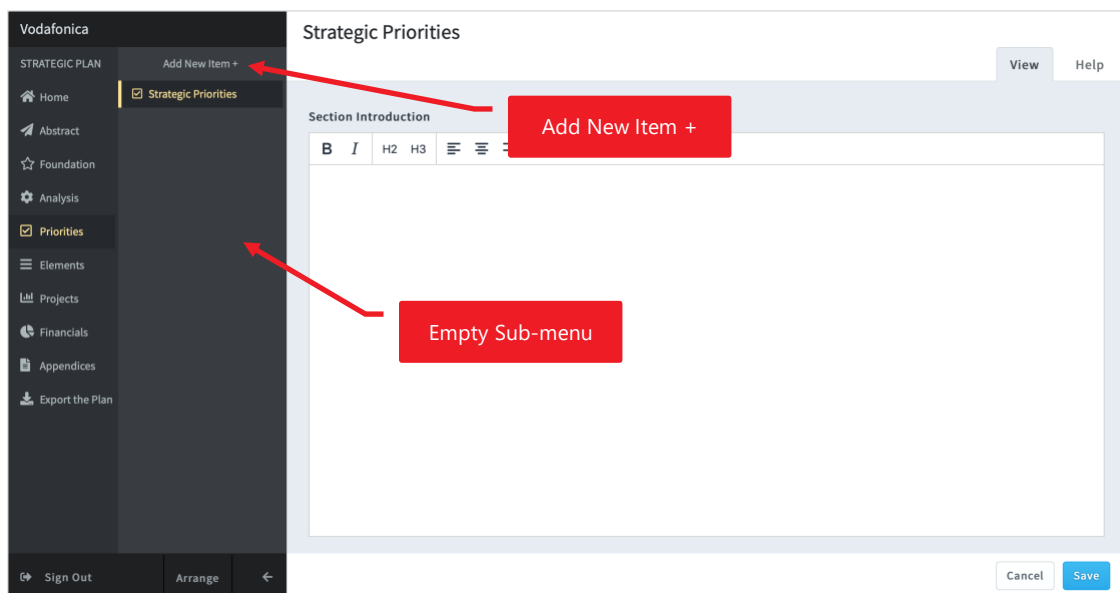 Vodafonica
STRATEGIC PLAN
Home
Abstract
Foundation
Analysis
Priorities
Elements
Projects
Financials
Appendices
Export the Plan
Sign Out
Add New Item +
Strategic Priorities
Arrange
Strategic Priorities
View Help
Section Introduction
Add New Item +
B I H2 H3
Empty Sub-menu
Cancel Save